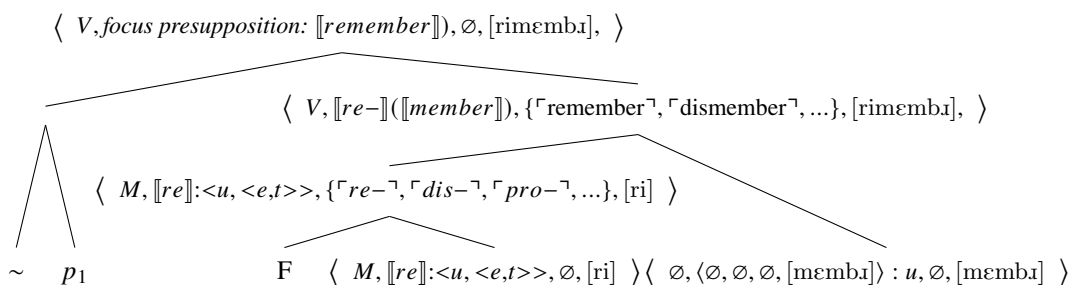 ⟨ V, focus presupposition: ⟦remember⟧), ∅, [rimɛmbɹ], ⟩
⟨ V, ⟦re−⟧(⟦member⟧), {⌜remember⌝, ⌜dismember⌝, ...}, [rimɛmbɹ], ⟩
⟨ M, ⟦re⟧:<u, <e,t>>, {⌜re−⌝, ⌜dis−⌝, ⌜pro−⌝, ...}, [ri] ⟩
∼ p₁ F ⟨ M, ⟦re⟧:<u, <e,t>>, ∅, [ri] ⟩⟨ ∅, ⟨∅, ∅, ∅, [mɛmbɹ]⟩ : u, ∅, [mɛmbɹ] ⟩